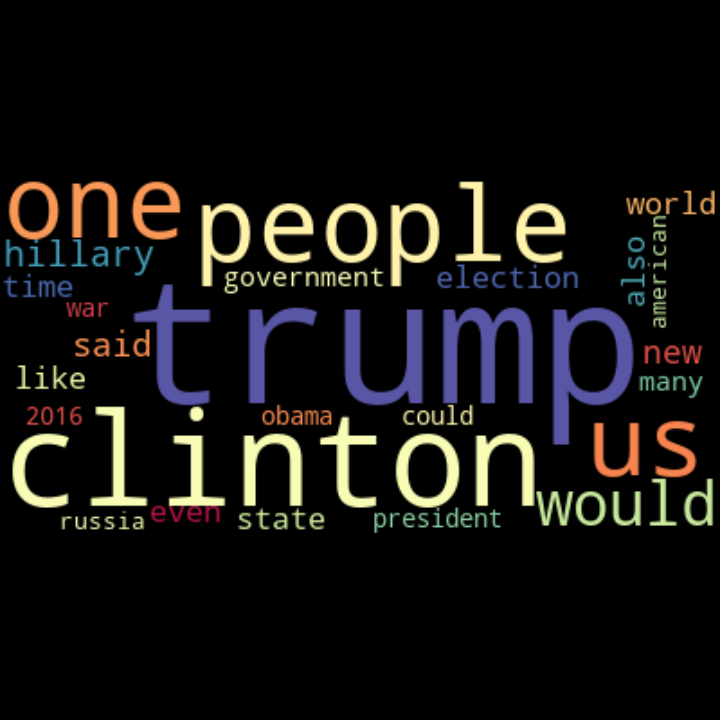 one people world
hillary also american
government election
time
war trump
said new
like many
2016 obama could
clinton us
would
russia even state president